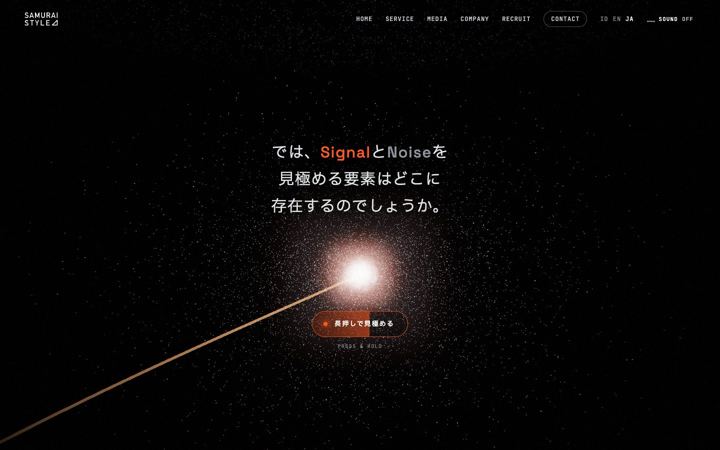 SAMURAI
STYLE
HOME SERVICE MEDIA COMPANY RECRUIT CONTACT ID EN JA SOUND OFF
では、SignalとNoiseを
見極める要素はどこに
存在するのでしょうか。
長押しで見極める
PRESS & HOLD